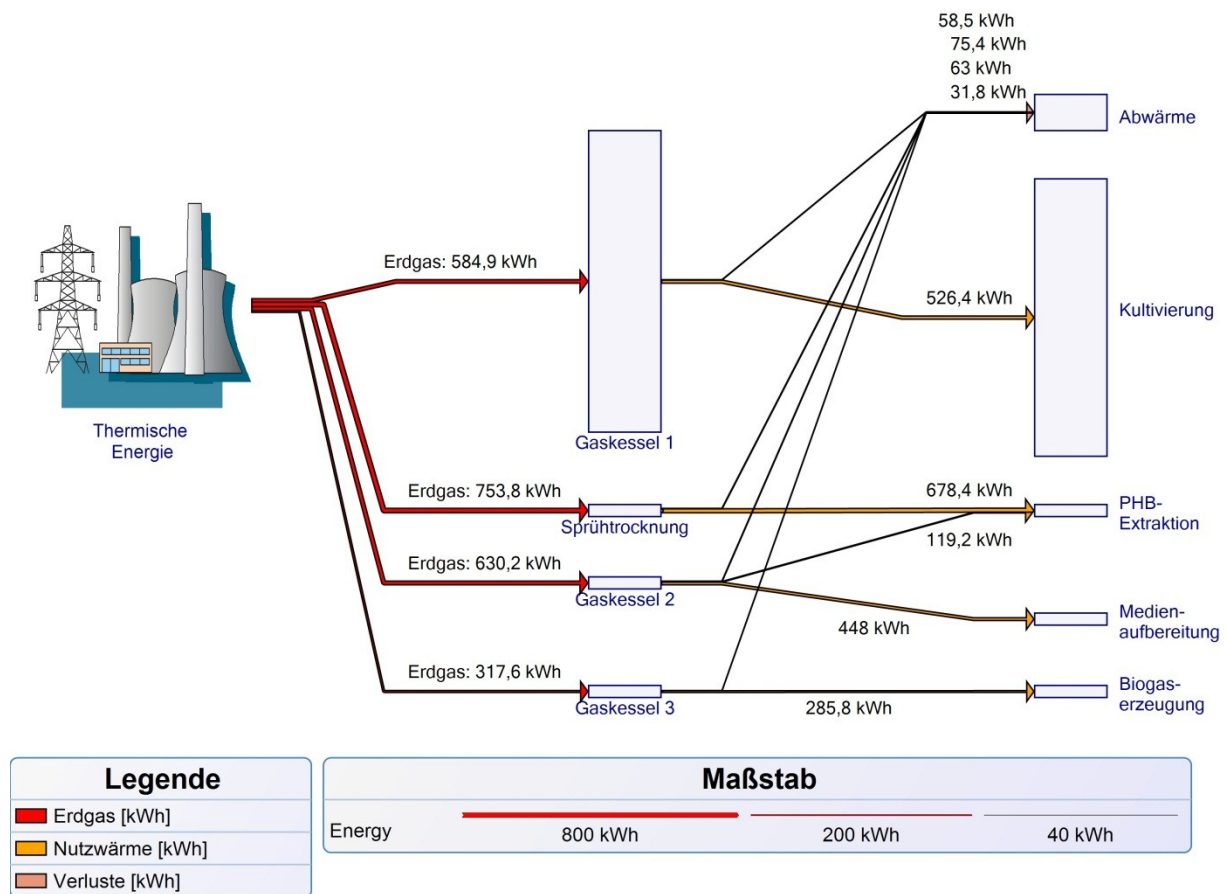 58,5 kWh
75,4 kWh
63 kWh
31,8 kWh
Abwärme
Erdgas: 584,9 kWh
526,4 kWh
Kultivierung
Thermische
Energie
Gaskessel 1
Erdgas: 753,8 kWh
678,4 kWh
PHB-
Extraktion
Sprühtrocknung
119,2 kWh
Erdgas: 630,2 kWh
Gaskessel 2
448 kWh
Medien-
aufbereitung
Erdgas: 317,6 kWh
Gaskessel 3
285,8 kWh
Biogas-
erzeugung
Legende
Erdgas [kWh]
Nutzwärme [kWh]
Verluste [kWh]
Maßstab
Energy
800 kWh
200 kWh
40 kWh